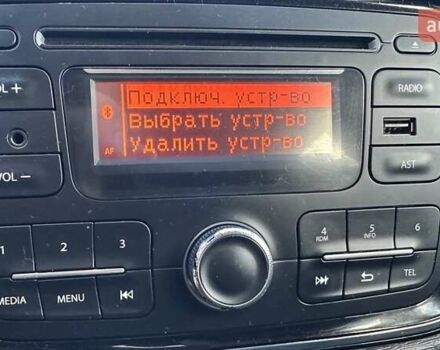 VOL +
Подключ. устр-во
RADIO
Выбрать устр-во
Удалить устр-во
AF
VOL −
AST
1 2 3
4 RDM 5 INFO 6
MEDIA MENU
TEL